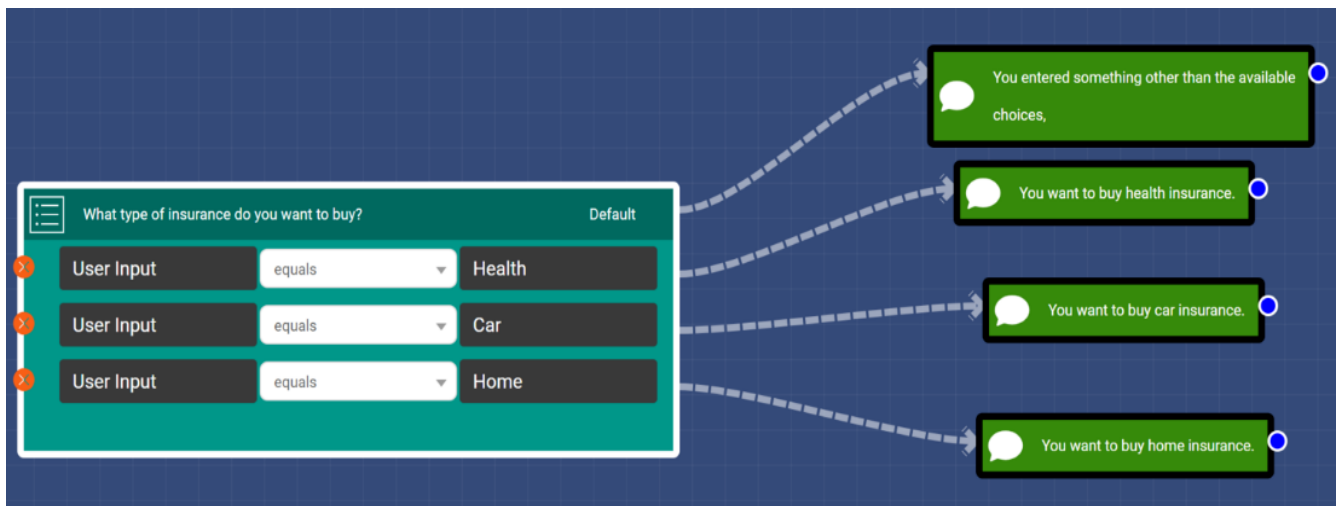 You entered something other than the available
choices,
You want to buy health insurance.
What type of insurance do you want to buy? Default
User Input equals Health
User Input equals Car
User Input equals Home
You want to buy car insurance.
You want to buy home insurance.